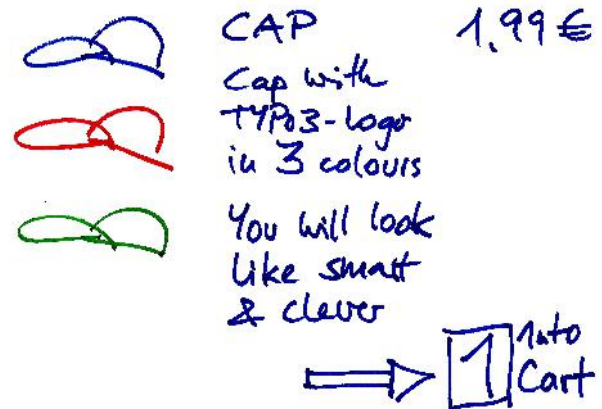 CAP 1,99 €
Cap with
TYPO3-Logo
in 3 colours
You will look
like smart
& clever
1 into
Cart